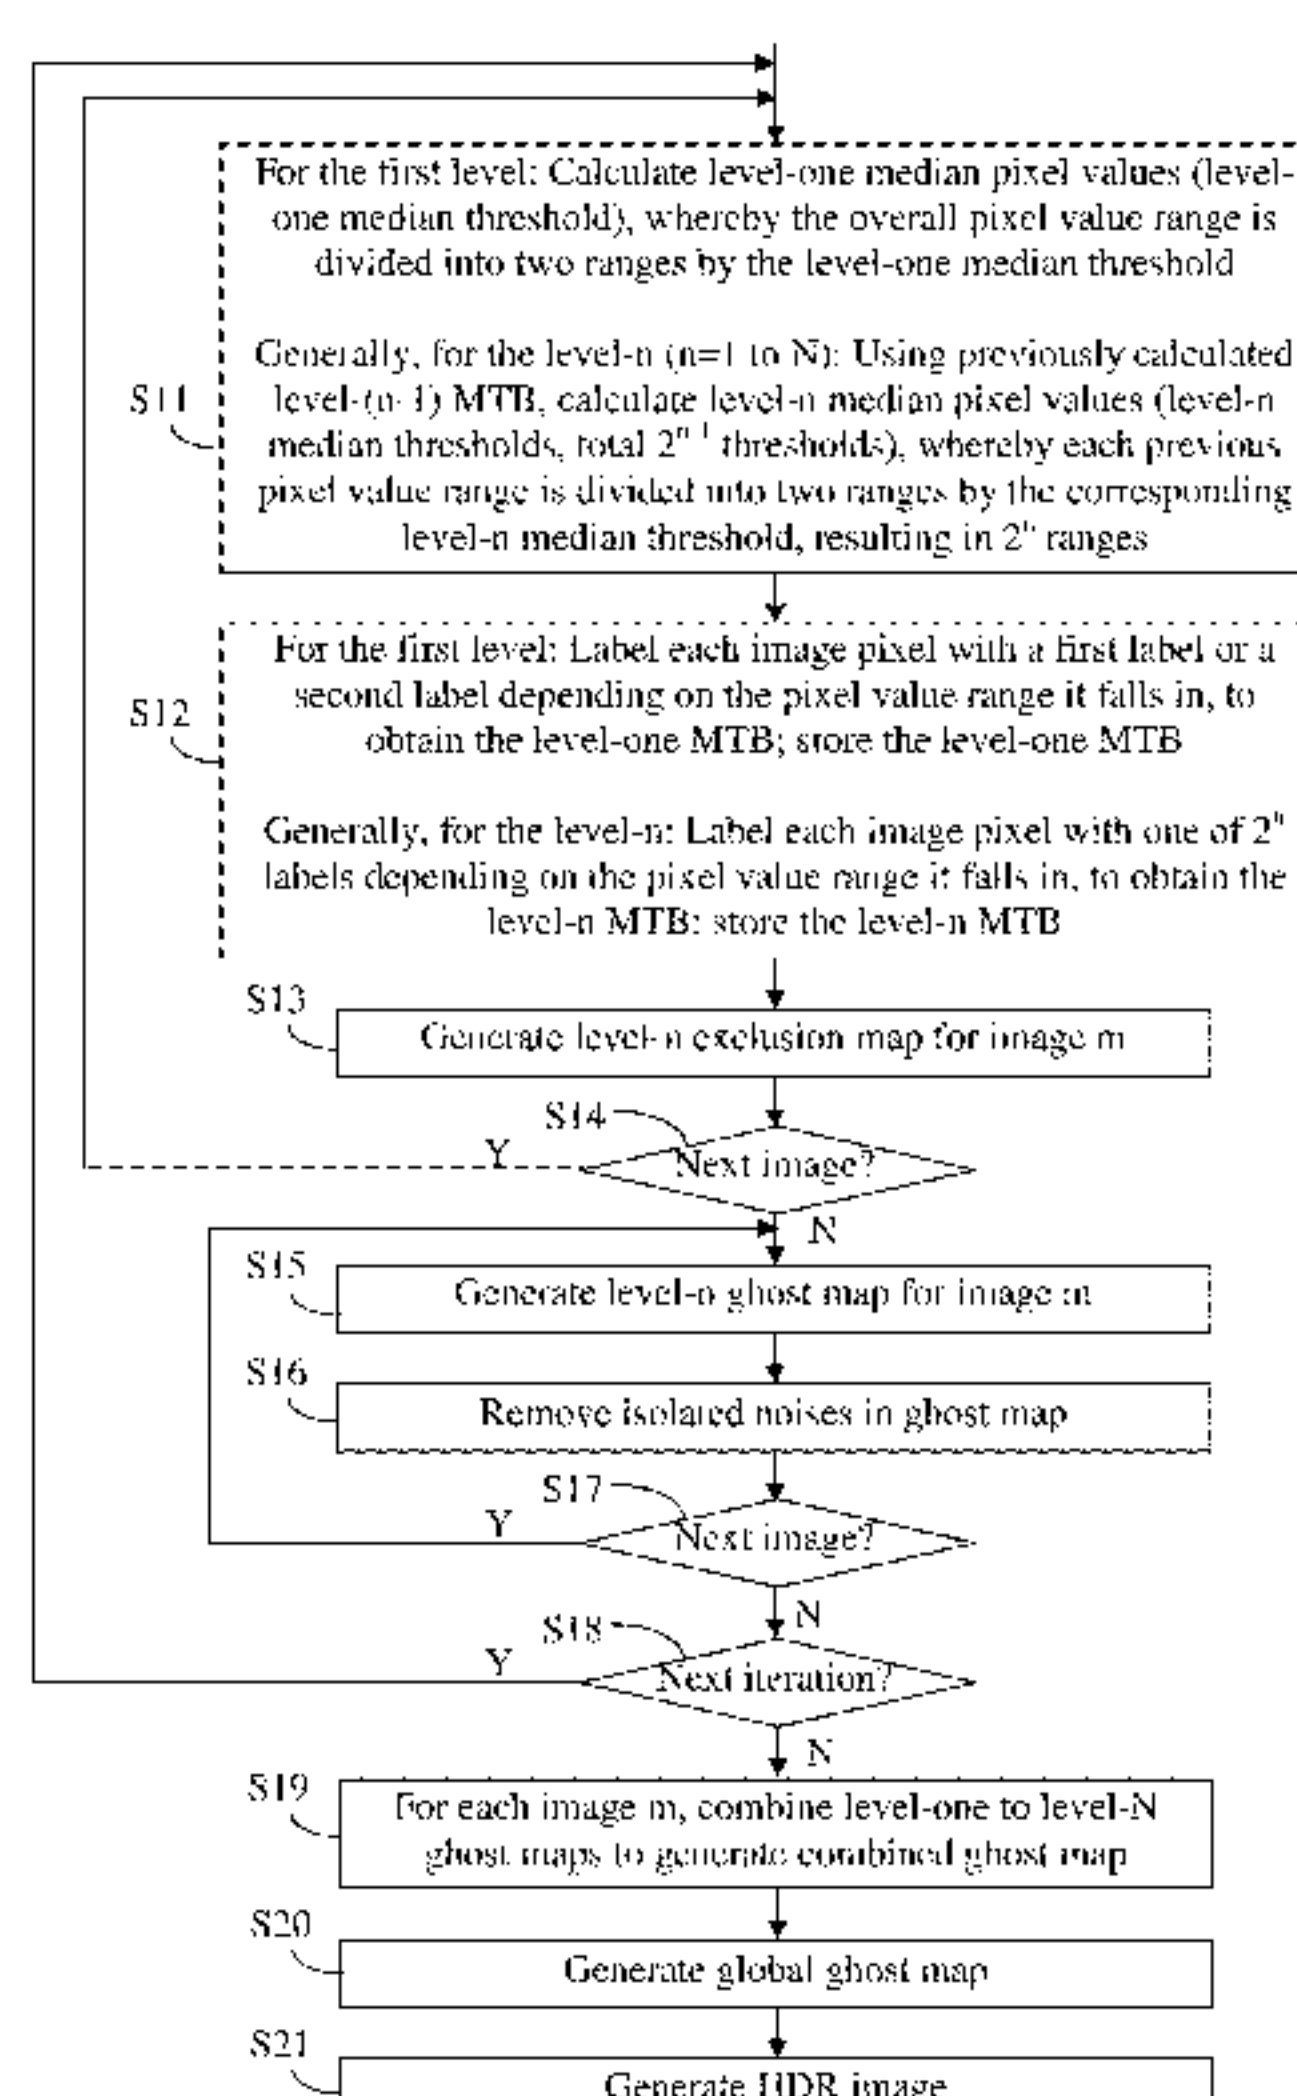 For the first level: Calculate level-one median pixel values (level-
one median threshold), whereby the overall pixel value range is
divided into two ranges by the level-one median threshold
Generally, for the level-n (n=1 to N): Using previously calculated
level-(n-1) MTB, calculate level-n median pixel values (level-n
median thresholds, total 2ⁿ⁻¹ thresholds), whereby each previous
pixel value range is divided into two ranges by the corresponding
level-n median threshold, resulting in 2ⁿ ranges
S11
For the first level: Label each image pixel with a first label or a
second label depending on the pixel value range it falls in, to
obtain the level-one MTB; store the level-one MTB
S12
Generally, for the level-n: Label each image pixel with one of 2ⁿ
labels depending on the pixel value range it falls in, to obtain the
level-n MTB; store the level-n MTB
S13
Generate level-n exclusion map for image m
S14
Next image?
Y
N
S15
Generate level-n ghost map for image m
S16
Remove isolated noises in ghost map
S17
Next image?
Y
N
S18
Next iteration?
Y
N
S19
For each image m, combine level-one to level-N
ghost maps to generate combined ghost map
S20
Generate global ghost map
S21
Generate HDR image